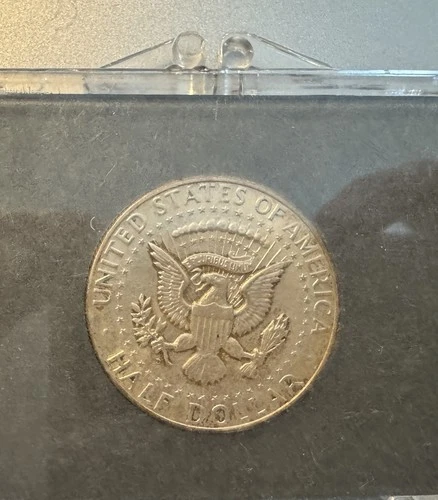 UNITED STATES OF AMERICA
HALF DOLLAR